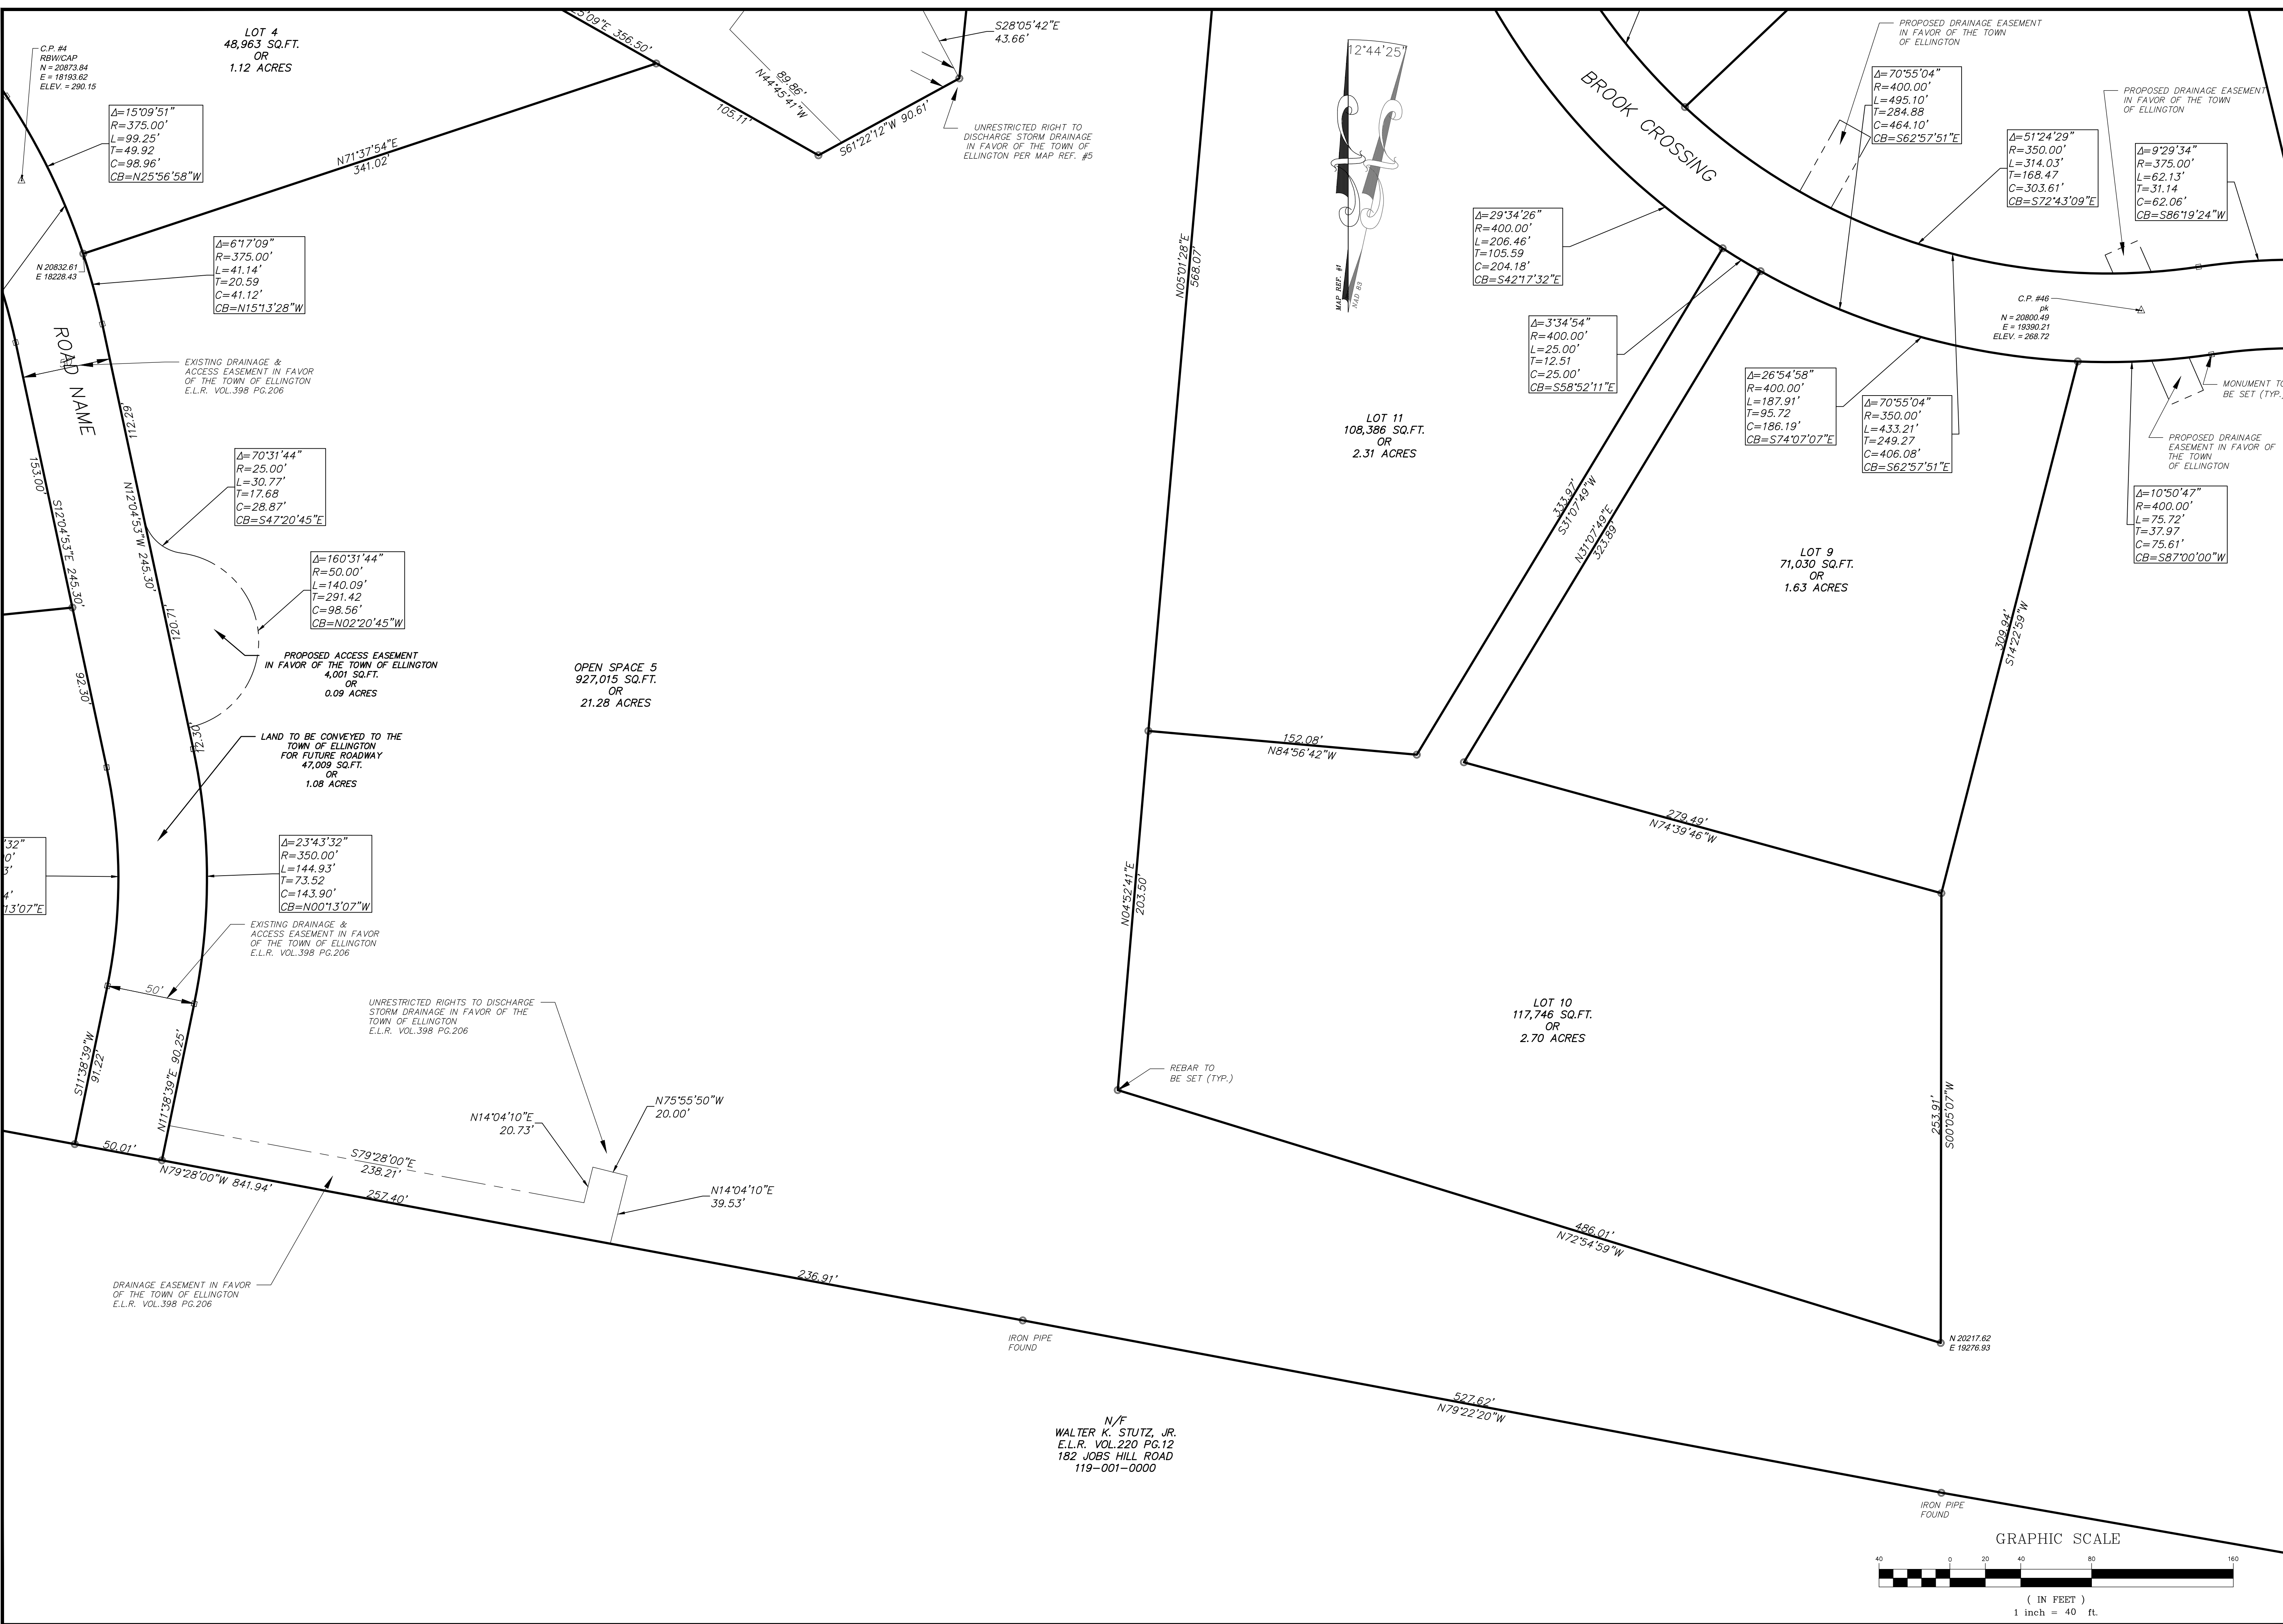 LOT 4
48,963 SQ.FT.
OR
1.12 ACRES
C.P. #4
RBW/CAP
N = 20873.84
E = 18193.62
ELEV. = 290.15
Δ=15°09'51"
R=375.00'
L=99.25'
T=49.92
C=98.96'
CB=N25°56'58"W
N71°37'54"E
341.02'
25'09"E 356.50'
105.11'
89.86'
N44°45'41"W
S61°22'12"W 90.61'
S28°05'42"E
43.66'
UNRESTRICTED RIGHT TO
DISCHARGE STORM DRAINAGE
IN FAVOR OF THE TOWN OF
ELLINGTON PER MAP REF. #5
N 20832.61
E 18228.43
Δ=6°17'09"
R=375.00'
L=41.14'
T=20.59
C=41.12'
CB=N15°13'28"W
ROAD NAME
EXISTING DRAINAGE &
ACCESS EASEMENT IN FAVOR
OF THE TOWN OF ELLINGTON
E.L.R. VOL.398 PG.206
112.29'
N12°04'53"W 245.30'
120.71'
12.30'
153.00'
S12°04'53"E 245.30'
92.30'
Δ=70°31'44"
R=25.00'
L=30.77'
T=17.68
C=28.87'
CB=S47°20'45"E
Δ=160°31'44"
R=50.00'
L=140.09'
T=291.42
C=98.56'
CB=N02°20'45"W
PROPOSED ACCESS EASEMENT
IN FAVOR OF THE TOWN OF ELLINGTON
4,001 SQ.FT.
OR
0.09 ACRES
LAND TO BE CONVEYED TO THE
TOWN OF ELLINGTON
FOR FUTURE ROADWAY
47,009 SQ.FT.
OR
1.08 ACRES
OPEN SPACE 5
927,015 SQ.FT.
OR
21.28 ACRES
'32"
0'
3'
4'
13'07"E
Δ=23°43'32"
R=350.00'
L=144.93'
T=73.52
C=143.90'
CB=N00°13'07"W
EXISTING DRAINAGE &
ACCESS EASEMENT IN FAVOR
OF THE TOWN OF ELLINGTON
E.L.R. VOL.398 PG.206
50'
S11°38'39"W
91.22'
N11°38'39"E 90.25'
UNRESTRICTED RIGHTS TO DISCHARGE
STORM DRAINAGE IN FAVOR OF THE
TOWN OF ELLINGTON
E.L.R. VOL.398 PG.206
N14°04'10"E
20.73'
N75°55'50"W
20.00'
N14°04'10"E
39.53'
S79°28'00"E
238.21'
50.01'
N79°28'00"W 841.94'
257.40'
236.91'
DRAINAGE EASEMENT IN FAVOR
OF THE TOWN OF ELLINGTON
E.L.R. VOL.398 PG.206
IRON PIPE
FOUND
N05°01'28"E
568.07'
12°44'25"
MAP REF. #1
NAD 83
BROOK CROSSING
PROPOSED DRAINAGE EASEMENT
IN FAVOR OF THE TOWN
OF ELLINGTON
Δ=70°55'04"
R=400.00'
L=495.10'
T=284.88
C=464.10'
CB=S62°57'51"E
PROPOSED DRAINAGE EASEMENT
IN FAVOR OF THE TOWN
OF ELLINGTON
Δ=51°24'29"
R=350.00'
L=314.03'
T=168.47
C=303.61'
CB=S72°43'09"E
Δ=9°29'34"
R=375.00'
L=62.13'
T=31.14
C=62.06'
CB=S86°19'24"W
Δ=29°34'26"
R=400.00'
L=206.46'
T=105.59
C=204.18'
CB=S42°17'32"E
Δ=3°34'54"
R=400.00'
L=25.00'
T=12.51
C=25.00'
CB=S58°52'11"E
Δ=26°54'58"
R=400.00'
L=187.91'
T=95.72
C=186.19'
CB=S74°07'07"E
Δ=70°55'04"
R=350.00'
L=433.21'
T=249.27
C=406.08'
CB=S62°57'51"E
C.P. #46
pk
N = 20800.49
E = 19390.21
ELEV. = 268.72
MONUMENT TO
BE SET (TYP.)
PROPOSED DRAINAGE
EASEMENT IN FAVOR OF
THE TOWN
OF ELLINGTON
Δ=10°50'47"
R=400.00'
L=75.72'
T=37.97
C=75.61'
CB=S87°00'00"W
LOT 11
108,386 SQ.FT.
OR
2.31 ACRES
333.97'
S31°07'49"W
N31°07'49"E
323.89'
LOT 9
71,030 SQ.FT.
OR
1.63 ACRES
309.94'
S14°22'59"W
152.08'
N84°56'42"W
279.49'
N74°39'46"W
N04°52'41"E
203.50'
LOT 10
117,746 SQ.FT.
OR
2.70 ACRES
REBAR TO
BE SET (TYP.)
253.91'
S00°05'07"W
486.01'
N72°54'59"W
N 20217.62
E 19276.93
527.62'
N79°22'20"W
N/F
WALTER K. STUTZ, JR.
E.L.R. VOL.220 PG.12
182 JOBS HILL ROAD
119-001-0000
IRON PIPE
FOUND
GRAPHIC SCALE
40 0 20 40 80 160
( IN FEET )
1 inch = 40 ft.